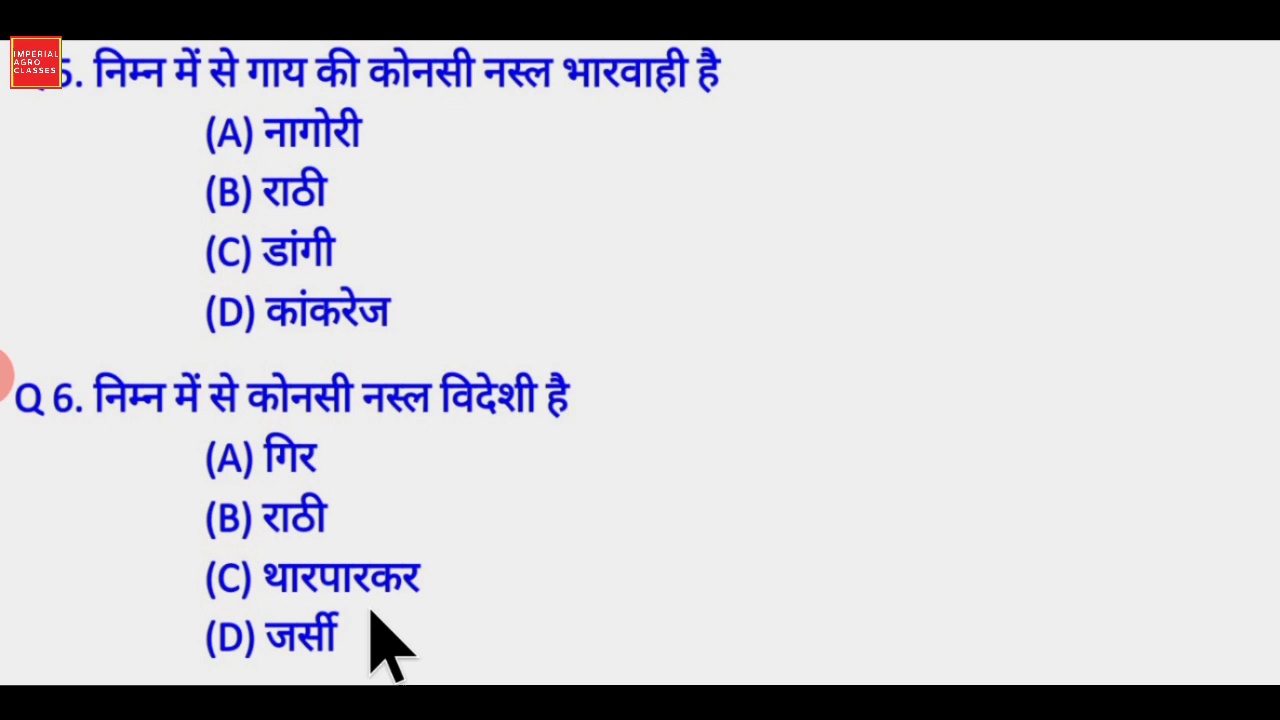 IMPERIAL
AGRO
CLASSES
5. निम्न में से गाय की कोनसी नस्ल भारवाही है
(A) नागोरी
(B) राठी
(C) डांगी
(D) कांकरेज
Q 6. निम्न में से कोनसी नस्ल विदेशी है
(A) गिर
(B) राठी
(C) थारपारकर
(D) जर्सी